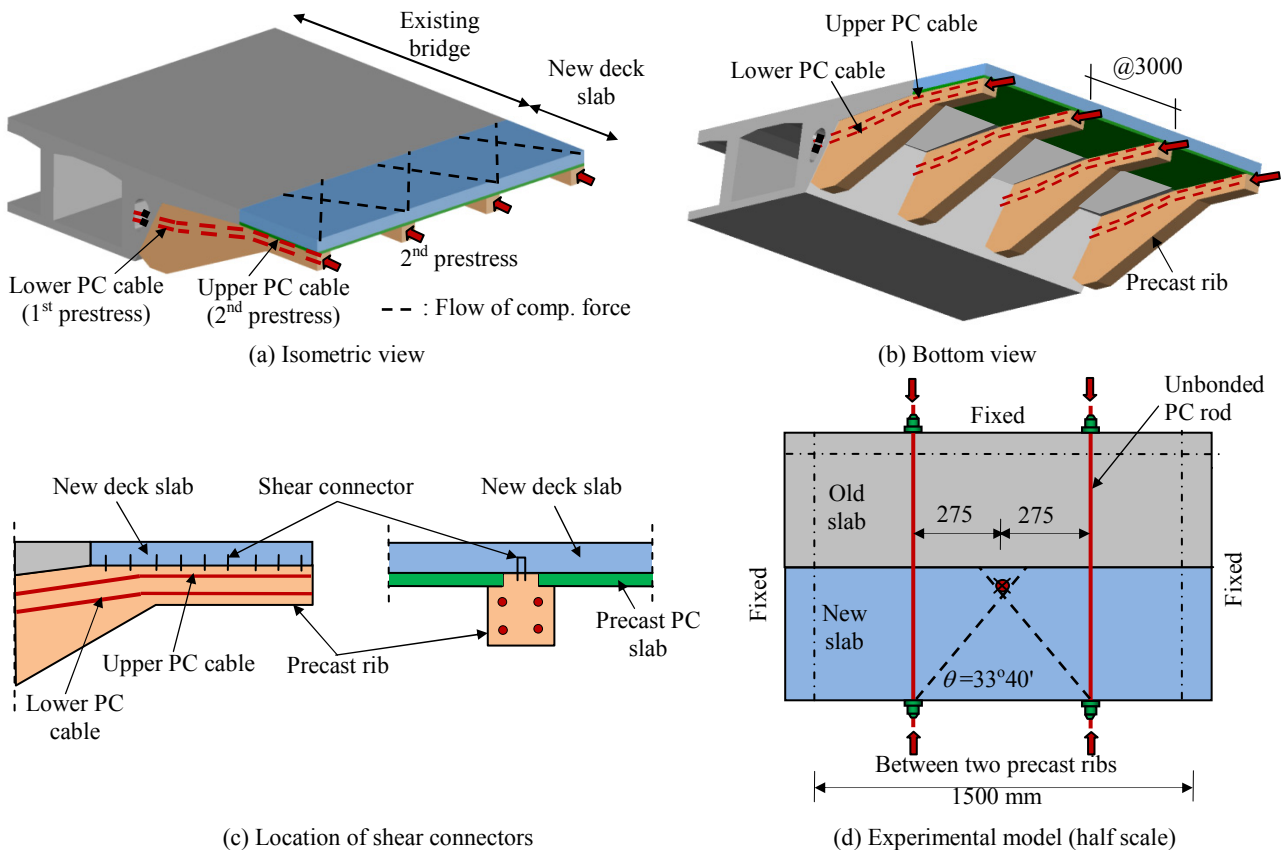 Existing
bridge
New deck
slab
2nd prestress
Lower PC cable
(1st prestress)
Upper PC cable
(2nd prestress)
: Flow of comp. force
(a) Isometric view
Upper PC cable
Lower PC cable
@3000
Precast rib
(b) Bottom view
New deck slab
Shear connector
New deck slab
Precast PC
slab
Upper PC cable
Precast rib
Lower PC
cable
(c) Location of shear connectors
Unbonded
PC rod
Fixed
Old
slab
275
275
Fixed
Fixed
New
slab
θ=33°40'
Between two precast ribs
1500 mm
(d) Experimental model (half scale)